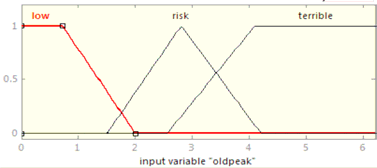 low risk terrible
1
0,5
0
0 1 2 3 4 5 6
input variable "oldpeak"